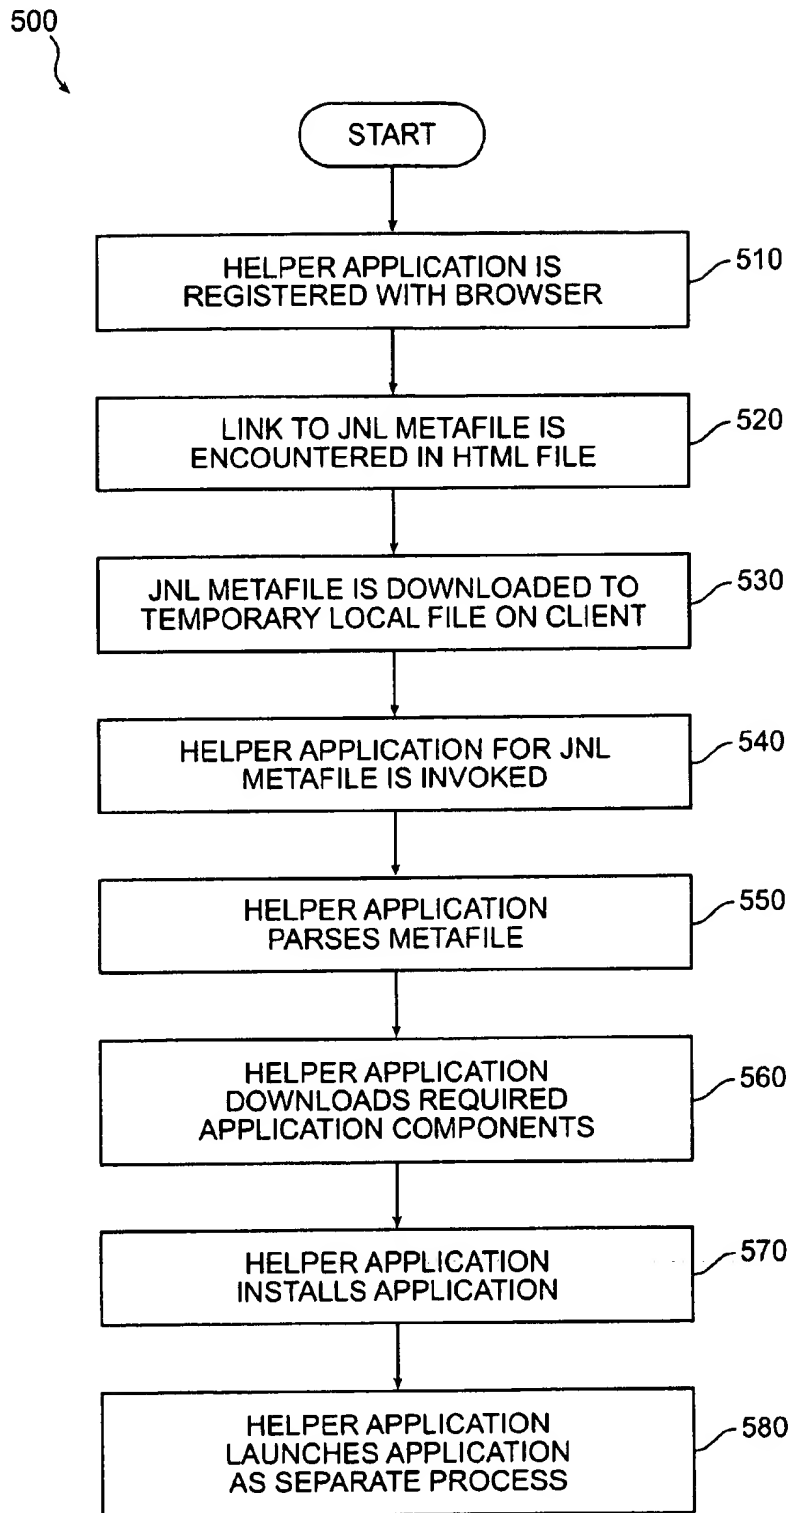 500
START
HELPER APPLICATION IS
REGISTERED WITH BROWSER
510
LINK TO JNL METAFILE IS
ENCOUNTERED IN HTML FILE
520
JNL METAFILE IS DOWNLOADED TO
TEMPORARY LOCAL FILE ON CLIENT
530
HELPER APPLICATION FOR JNL
METAFILE IS INVOKED
540
HELPER APPLICATION
PARSES METAFILE
550
HELPER APPLICATION
DOWNLOADS REQUIRED
APPLICATION COMPONENTS
560
HELPER APPLICATION
INSTALLS APPLICATION
570
HELPER APPLICATION
LAUNCHES APPLICATION
AS SEPARATE PROCESS
580